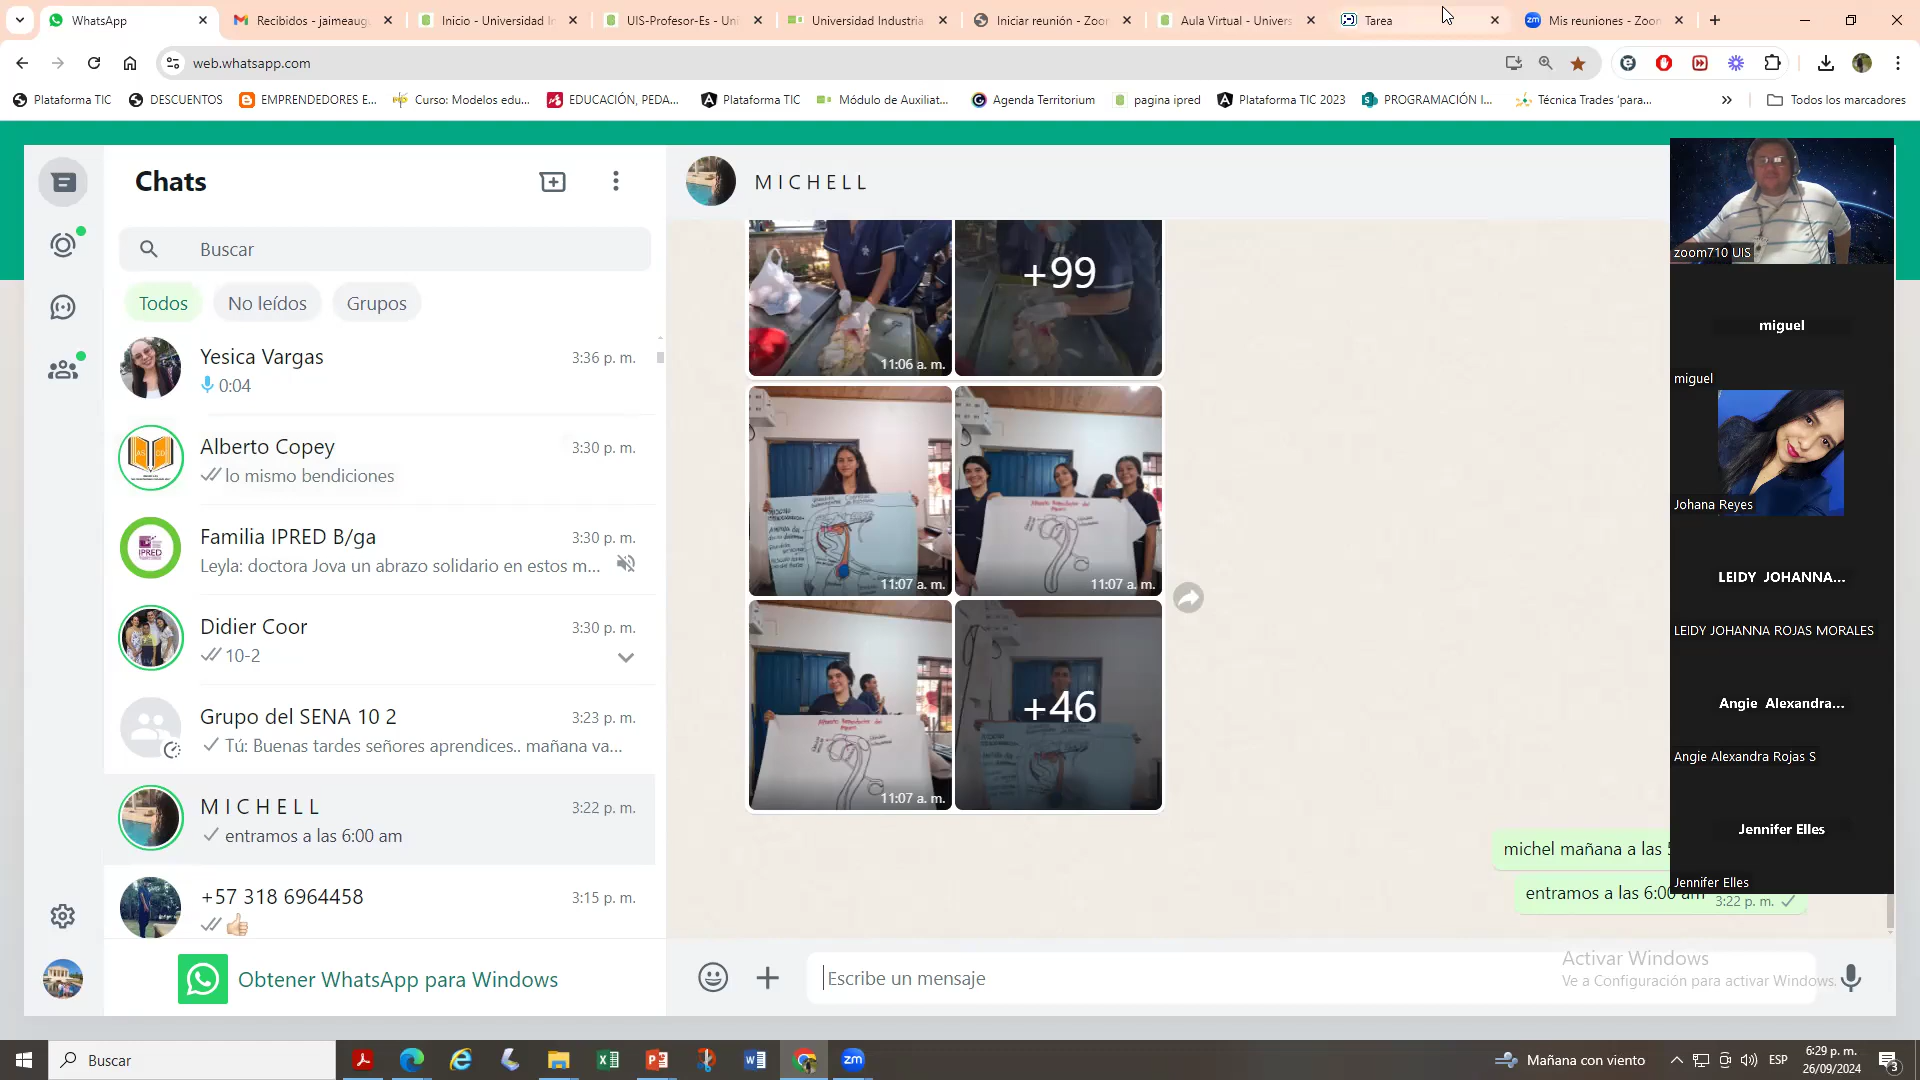 WhatsApp
Recibidos - jaimeaug
Inicio - Universidad In
UIS-Profesor-Es - Uni
Universidad Industria
Iniciar reunión - Zoor
Aula Virtual - Univers
Tarea
zm
Mis reuniones - Zoon
web.whatsapp.com
Plataforma TIC
DESCUENTOS
EMPRENDEDORES E...
Curso: Modelos edu...
EDUCACIÓN, PEDA...
Plataforma TIC
Módulo de Auxiliat...
Agenda Territorium
pagina ipred
Plataforma TIC 2023
PROGRAMACIÓN I...
Técnica Trades 'para...
Todos los marcadores
Chats
Buscar
Todos
No leídos
Grupos
Yesica Vargas
3:36 p. m.
0:04
Alberto Copey
3:30 p. m.
lo mismo bendiciones
IPRED
Familia IPRED B/ga
3:30 p. m.
Leyla: doctora Jova un abrazo solidario en estos m...
Didier Coor
3:30 p. m.
10-2
Grupo del SENA 10 2
3:23 p. m.
Tú: Buenas tardes señores aprendices.. mañana va...
M I C H E L L
3:22 p. m.
entramos a las 6:00 am
+57 318 6964458
3:15 p. m.
Obtener WhatsApp para Windows
M I C H E L L
11:06 a. m.
+99
11:07 a. m.
11:07 a. m.
11:07 a. m.
+46
michel mañana a las 5
entramos a las 6:00 am
3:22 p. m.
Escribe un mensaje
zoom710 UIS
miguel
miguel
Johana Reyes
LEIDY JOHANNA...
LEIDY JOHANNA ROJAS MORALES
Angie Alexandra...
Angie Alexandra Rojas S
Jennifer Elles
Jennifer Elles
Activar Windows
Ve a Configuración para activar Windows.
Buscar
zm
Mañana con viento
ESP
6:29 p. m.
26/09/2024
3